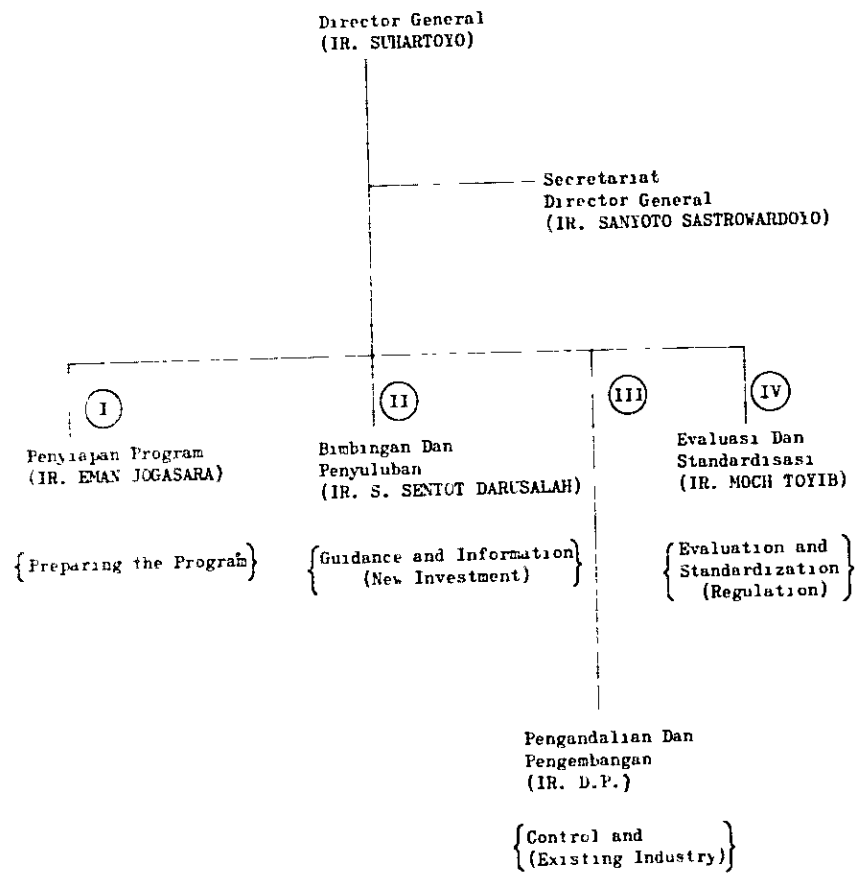 Director General
(IR. SUHARTOYO)
Secretariat
Director General
(IR. SANYOTO SASTROWARDOYO)
I
II
III
IV
Penyiapan Program
(IR. EMAN JOGASARA)
{Preparing the Program}
Bimbingan Dan
Penyuluban
(IR. S. SENTOT DARUSALAH)
{Guidance and Information
(New Investment)}
Evaluasi Dan
Standardisasi
(IR. MOCH TOYIB)
{Evaluation and
Standardization
(Regulation)}
Pengandalian Dan
Pengembangan
(IR. D.P.)
{Control and
(Existing Industry)}